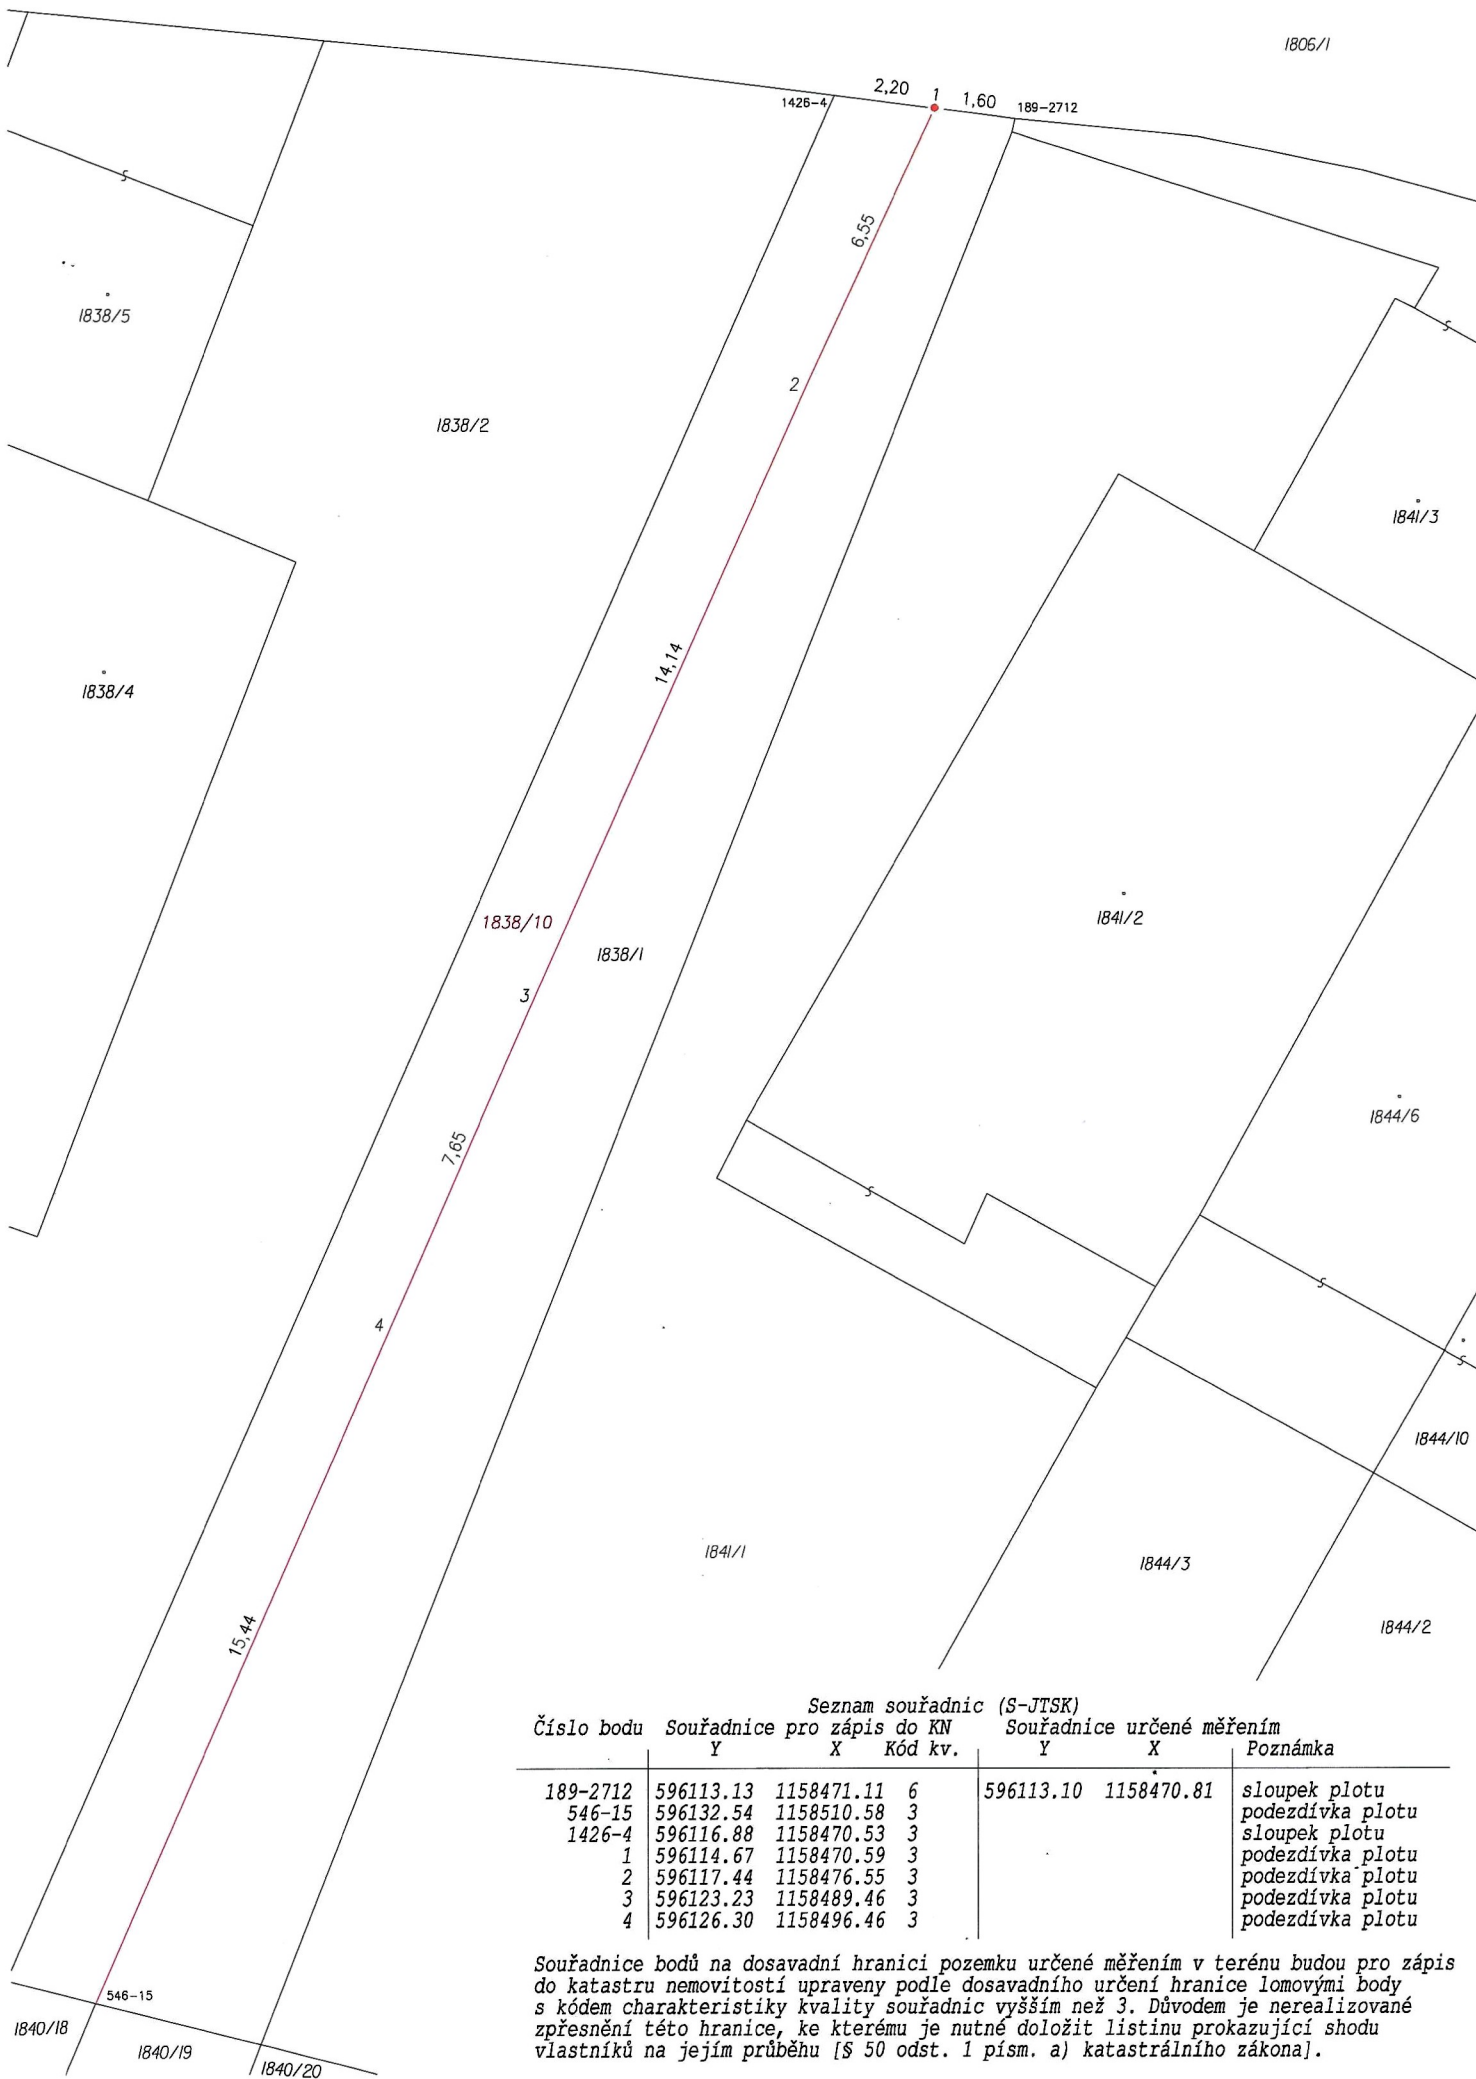 1806/1
2,20 1 1,60
1426-4 189-2712
6,55
1838/5
2
1838/2
1841/3
14,14
1838/4
1838/10
1841/2
1838/1
3
1844/6
7,65
4
1844/10
1841/1
1844/3
15,44
1844/2
Seznam souřadnic (S-JTSK)
Číslo bodu Souřadnice pro zápis do KN Souřadnice určené měřením
Y X Kód kv. Y X Poznámka
189-2712 596113.13 1158471.11 6 596113.10 1158470.81 sloupek plotu
546-15 596132.54 1158510.58 3 podezdívka plotu
1426-4 596116.88 1158470.53 3 sloupek plotu
1 596114.67 1158470.59 3 podezdívka plotu
2 596117.44 1158476.55 3 podezdívka plotu
3 596123.23 1158489.46 3 podezdívka plotu
4 596126.30 1158496.46 3 podezdívka plotu
Souřadnice bodů na dosavadní hranici pozemku určené měřením v terénu budou pro zápis
do katastru nemovitostí upraveny podle dosavadního určení hranice lomovými body
s kódem charakteristiky kvality souřadnic vyšším než 3. Důvodem je nerealizované
zpřesnění této hranice, ke kterému je nutné doložit listinu prokazující shodu
vlastníků na jejím průběhu [§ 50 odst. 1 písm. a) katastrálního zákona].
546-15
1840/18
1840/19
1840/20